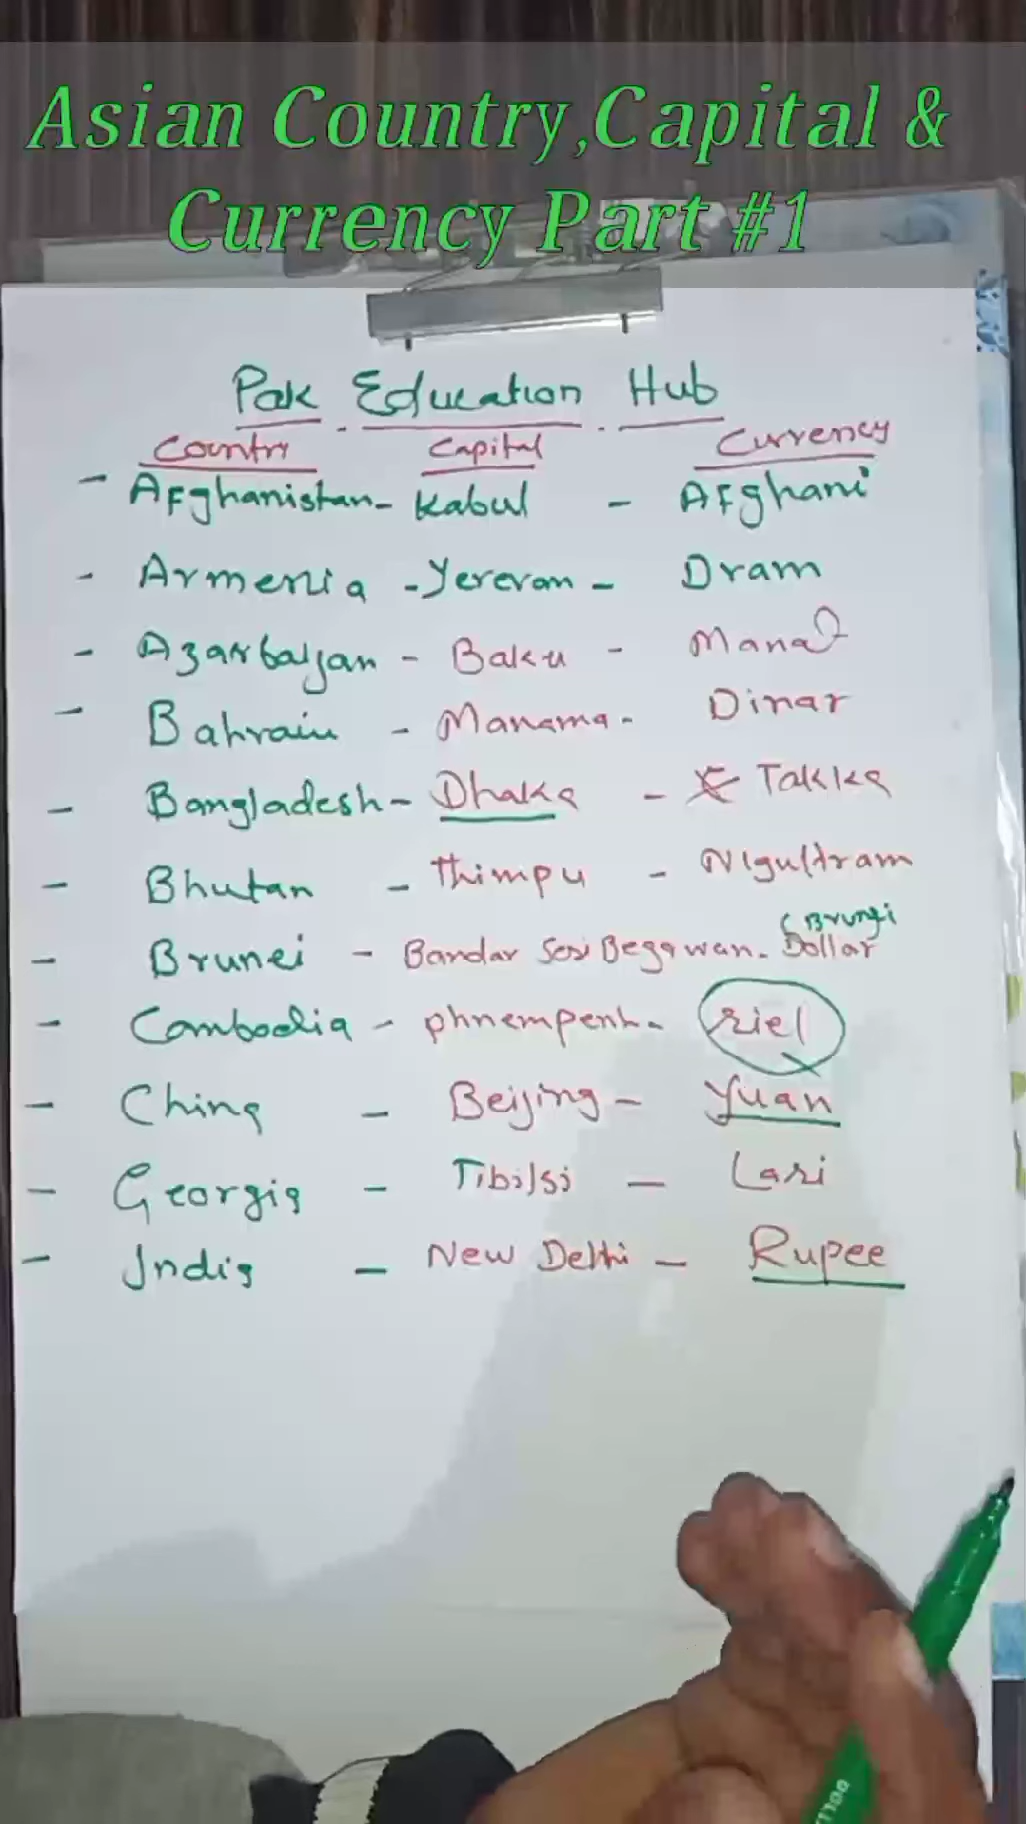 Asian Country,Capital &
Currency Part #1
Pak Education Hub
Country Capital Currency
- Afghanistan - Kabul - Afghani
- Armenia - Yerevan - Dram
- Azarbaijan - Baku - Manat
- Bahrain - Manama - Dinar
- Bangladesh - Dhaka - Takka
- Bhutan - Thimpu - Ngultram
- Brunei - Bandar Seri Begawan. Dollar
- Cambodia - phnempenh - riel
- China - Beijing - Yuan
- Georgia - Tibilsi - Lari
- India - New Delhi - Rupee